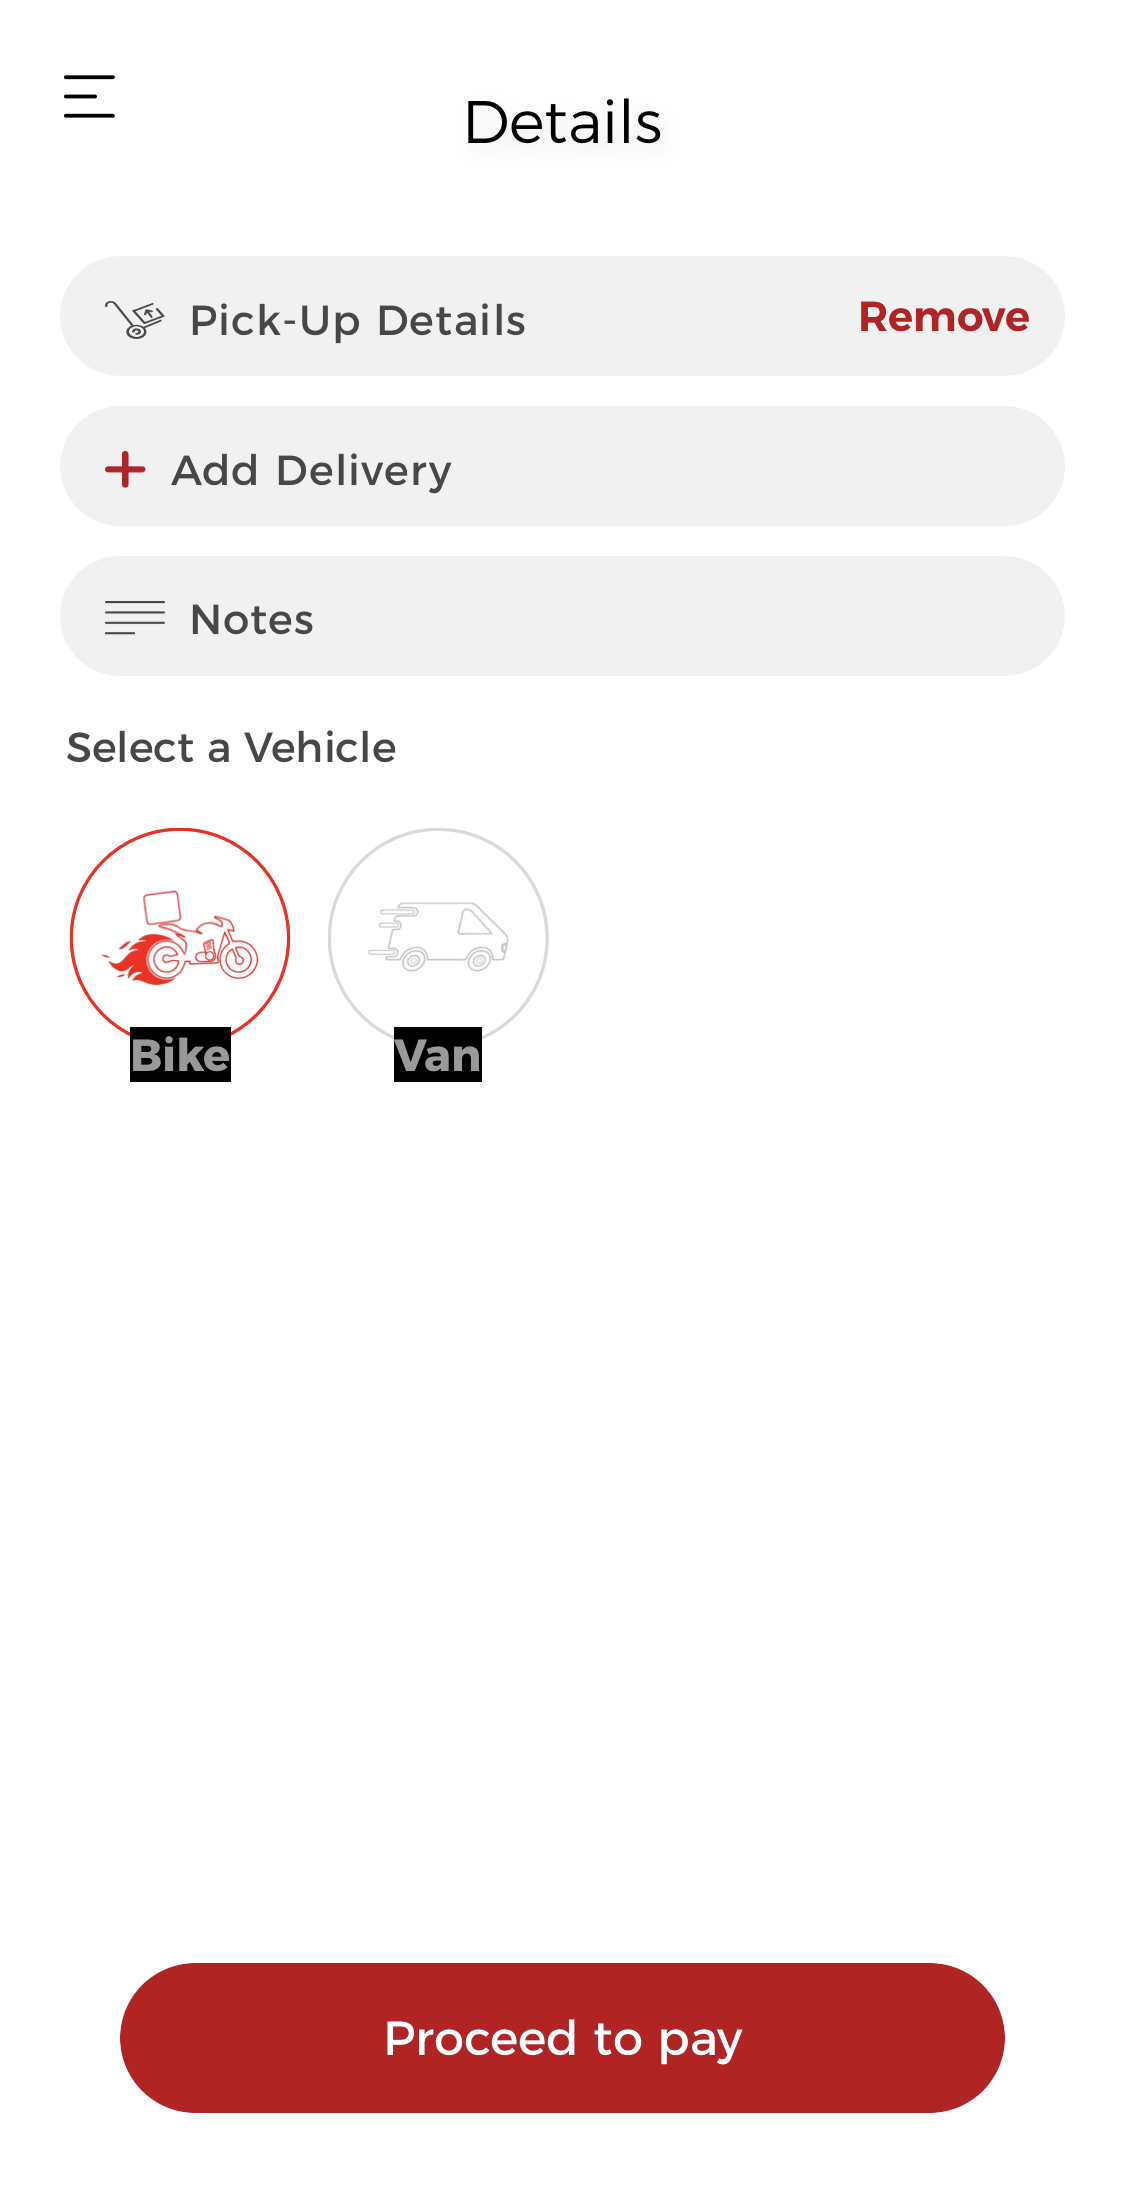 Details
Pick-Up Details
Remove
Add Delivery
Notes
Select a Vehicle
Bike
Van
Proceed to pay